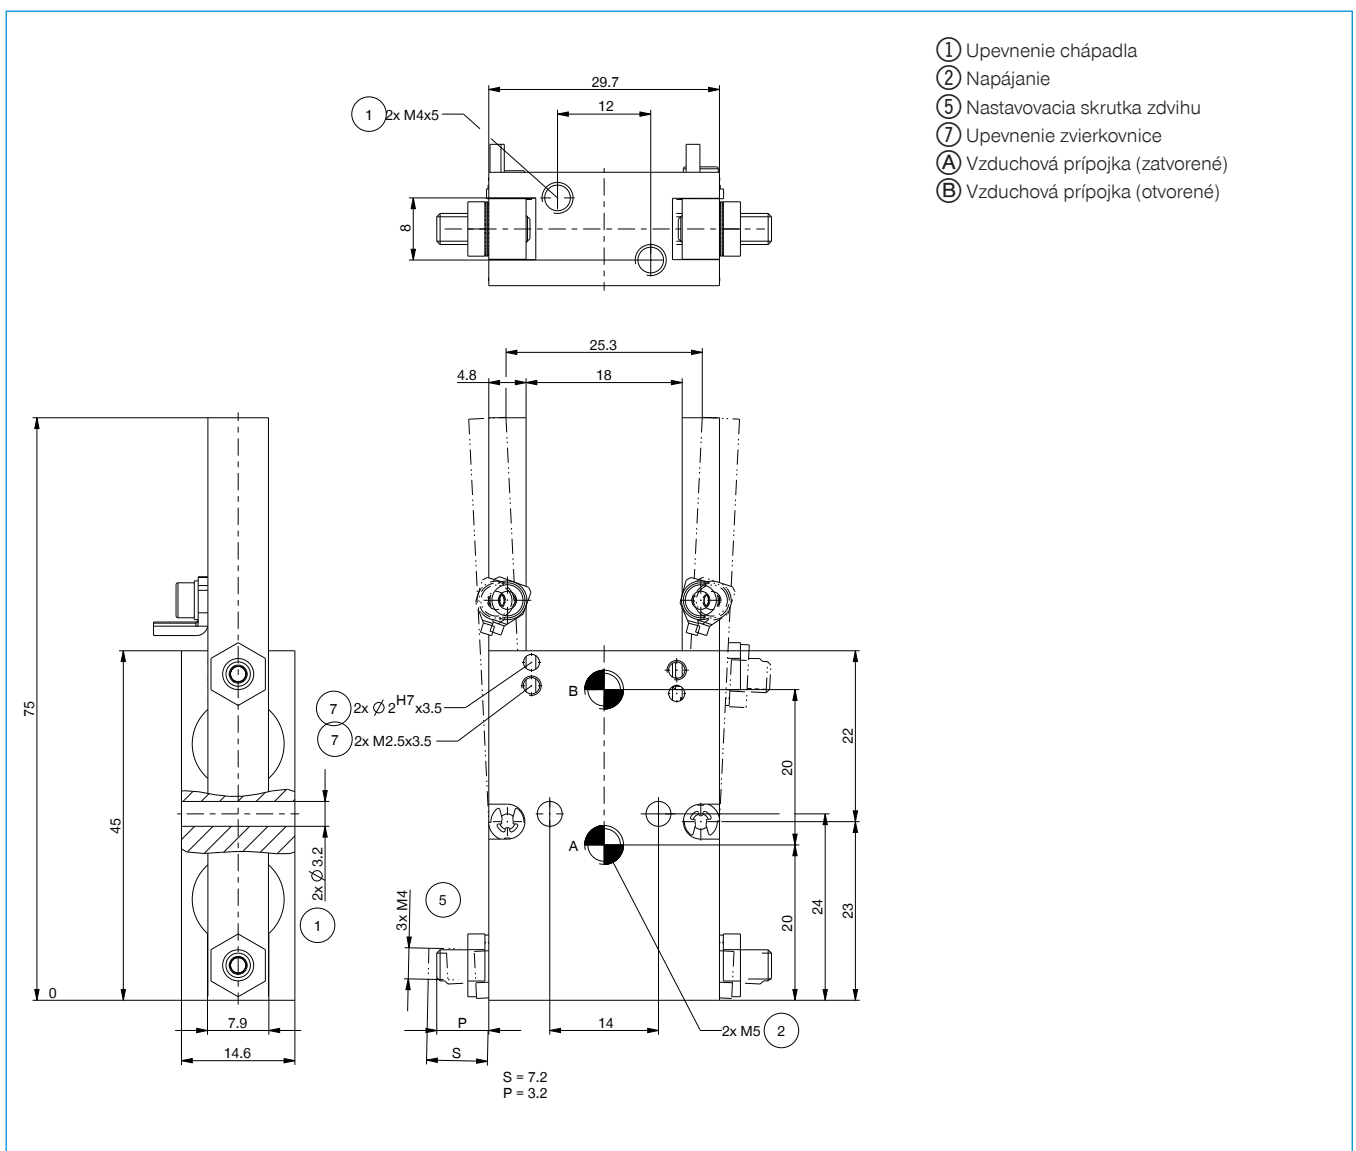 ① Upevnenie chápadla
② Napájanie
⑤ Nastavovacia skrutka zdvihu
⑦ Upevnenie zvierkovnice
Ⓐ Vzduchová prípojka (zatvorené)
Ⓑ Vzduchová prípojka (otvorené)
29.7
12
1 2x M4x5
8
25.3
4.8
18
75
45
0
2x Ø3.2
1
7.9
14.6
7 2x Ø 2H7x3.5
7 2x M2.5x3.5
B
A
22
20
20
24
23
3x M4
5
P
S
14
2x M5 2
S = 7.2
P = 3.2